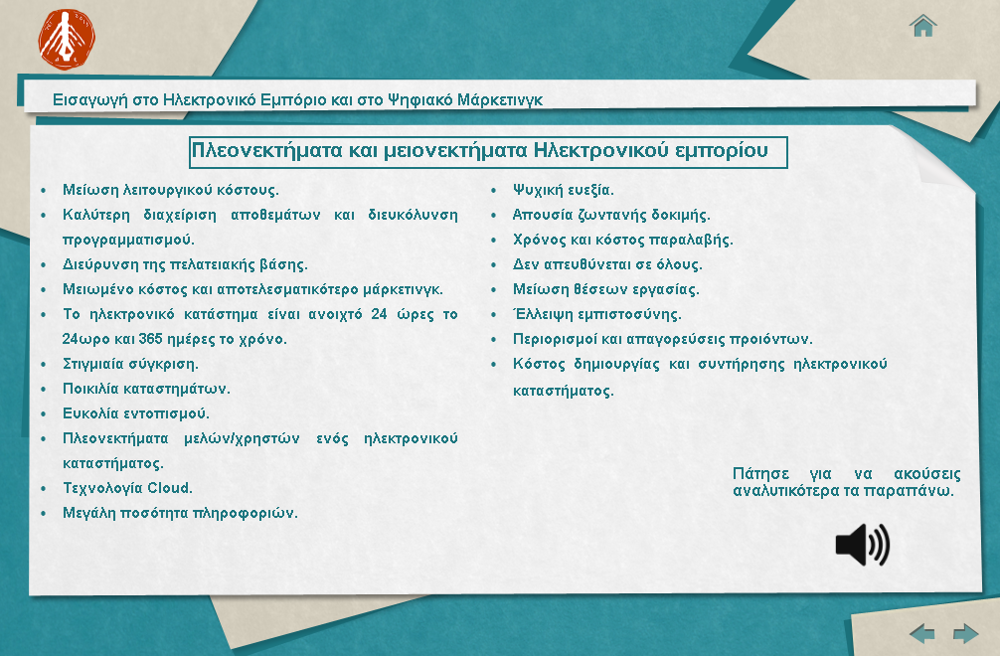 Εισαγωγή στο Ηλεκτρονικό Εμπόριο και στο Ψηφιακό Μάρκετινγκ
Πλεονεκτήματα και μειονεκτήματα Ηλεκτρονικού εμπορίου
• Μείωση λειτουργικού κόστους.
• Καλύτερη διαχείριση αποθεμάτων και διευκόλυνση
προγραμματισμού.
• Διεύρυνση της πελατειακής βάσης.
• Μειωμένο κόστος και αποτελεσματικότερο μάρκετινγκ.
• Το ηλεκτρονικό κατάστημα είναι ανοιχτό 24 ώρες το
24ωρο και 365 ημέρες το χρόνο.
• Στιγμιαία σύγκριση.
• Ποικιλία καταστημάτων.
• Ευκολία εντοπισμού.
• Πλεονεκτήματα μελών/χρηστών ενός ηλεκτρονικού
καταστήματος.
• Τεχνολογία Cloud.
• Μεγάλη ποσότητα πληροφοριών.
• Ψυχική ευεξία.
• Απουσία ζωντανής δοκιμής.
• Χρόνος και κόστος παραλαβής.
• Δεν απευθύνεται σε όλους.
• Μείωση θέσεων εργασίας.
• Έλλειψη εμπιστοσύνης.
• Περιορισμοί και απαγορεύσεις προιόντων.
• Κόστος δημιουργίας και συντήρησης ηλεκτρονικού
καταστήματος.
Πάτησε για να ακούσεις
αναλυτικότερα τα παραπάνω.